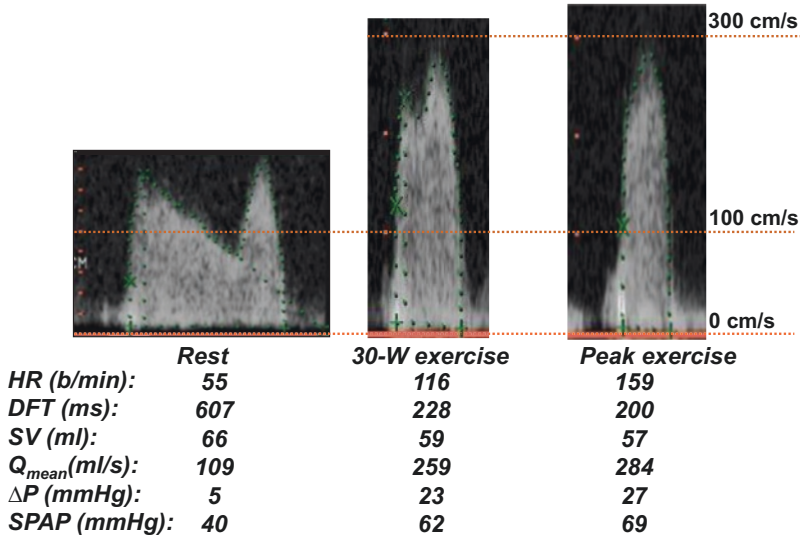 300 cm/s
100 cm/s
M
0 cm/s
Rest 30-W exercise Peak exercise
HR (b/min): 55 116 159
DFT (ms): 607 228 200
SV (ml): 66 59 57
Qmean(ml/s): 109 259 284
∆P (mmHg): 5 23 27
SPAP (mmHg): 40 62 69